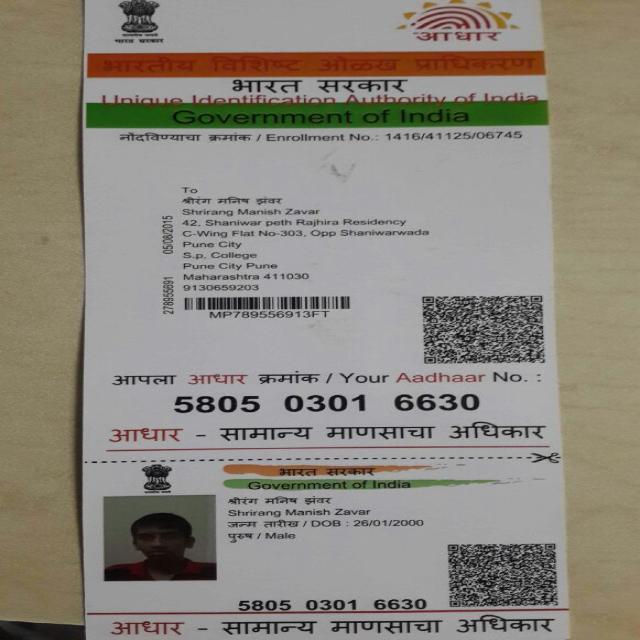 भारत सरकार
आधार
भारतीय विशिष्ट ओळख प्राधिकरण
भारत सरकार
Unique Identification Authority of India
Government of India
नोंदविण्याचा क्रमांक / Enrollment No.: 1416/41125/06745
To
श्रीरंग मनिष झंवर
Shrirang Manish Zavar
42, Shaniwar peth Rajhira Residency
C-Wing Flat No-303, Opp Shaniwarwada
Pune City
S.p. College
Pune City Pune
Maharashtra 411030
9130659203
05/08/2015
278955891
MP789556913FT
आपला आधार क्रमांक / Your Aadhaar No. :
5805 0301 6630
आधार - सामान्य माणसाचा अधिकार
भारत सरकार
Government of India
श्रीरंग मनिष झंवर
Shrirang Manish Zavar
जन्म तारीख / DOB : 26/01/2000
पुरुष / Male
5805 0301 6630
आधार - सामान्य माणसाचा अधिकार